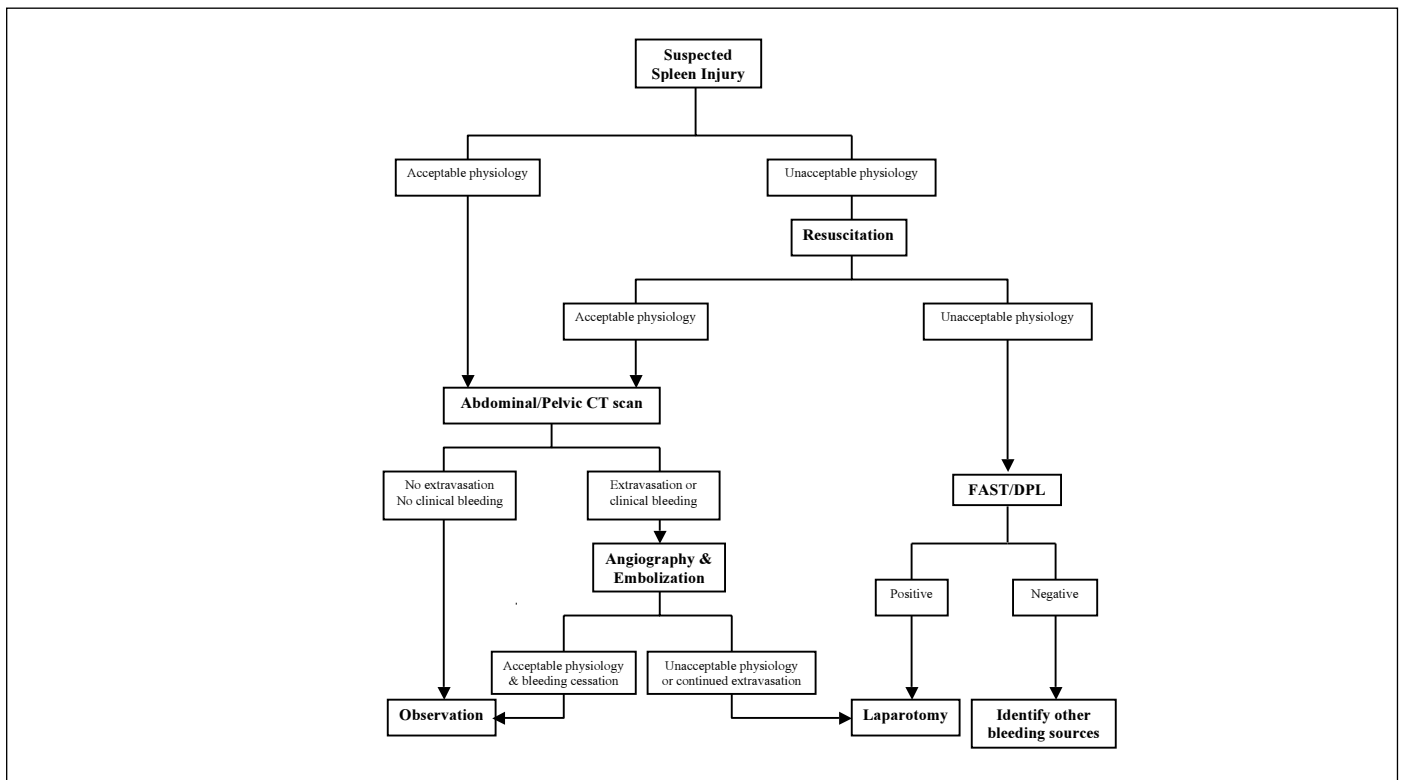 Suspected
Spleen Injury
Acceptable physiology
Unacceptable physiology
Resuscitation
Acceptable physiology
Unacceptable physiology
Abdominal/Pelvic CT scan
No extravasation
No clinical bleeding
Extravasation or
clinical bleeding
FAST/DPL
Angiography &
Embolization
Positive
Negative
Acceptable physiology
& bleeding cessation
Unacceptable physiology
or continued extravasation
Observation
Laparotomy
Identify other
bleeding sources